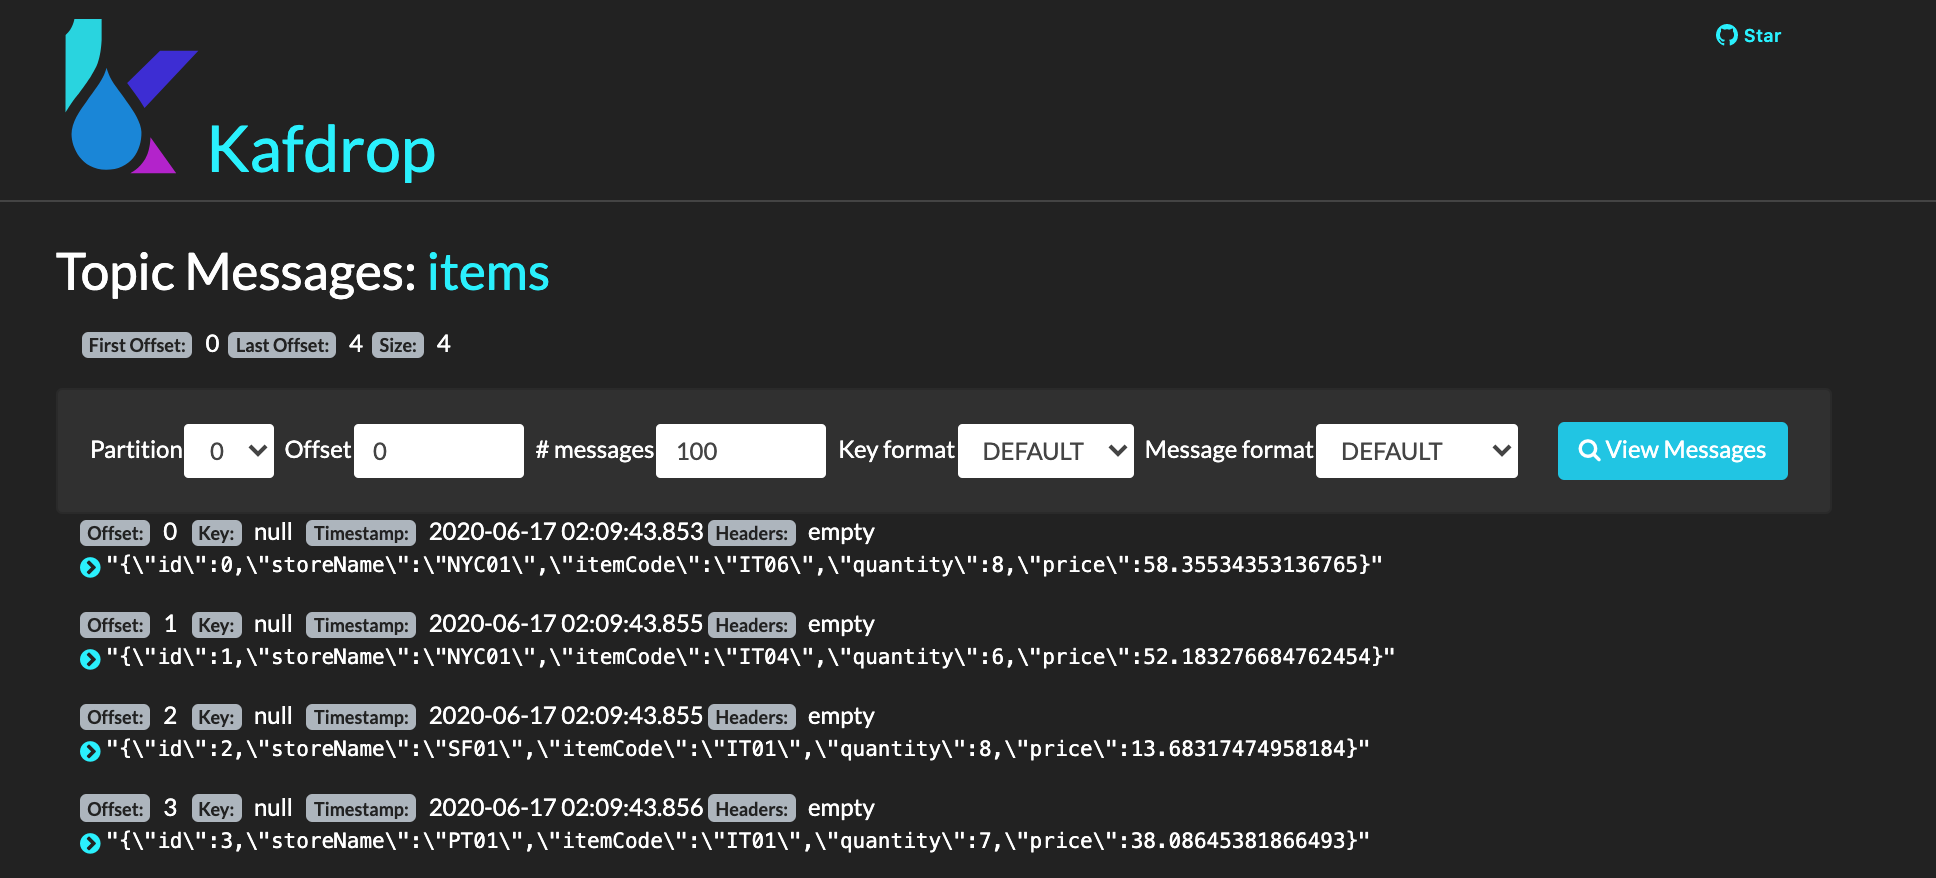 Star
Kafdrop
Topic Messages: items
First Offset: 0 Last Offset: 4 Size: 4
Partition 0 Offset 0 # messages 100 Key format DEFAULT Message format DEFAULT View Messages
Offset: 0 Key: null Timestamp: 2020-06-17 02:09:43.853 Headers: empty
"{\"id\":0,\"storeName\":\"NYC01\",\"itemCode\":\"IT06\",\"quantity\":8,\"price\":58.35534353136765}"
Offset: 1 Key: null Timestamp: 2020-06-17 02:09:43.855 Headers: empty
"{\"id\":1,\"storeName\":\"NYC01\",\"itemCode\":\"IT04\",\"quantity\":6,\"price\":52.183276684762454}"
Offset: 2 Key: null Timestamp: 2020-06-17 02:09:43.855 Headers: empty
"{\"id\":2,\"storeName\":\"SF01\",\"itemCode\":\"IT01\",\"quantity\":8,\"price\":13.68317474958184}"
Offset: 3 Key: null Timestamp: 2020-06-17 02:09:43.856 Headers: empty
"{\"id\":3,\"storeName\":\"PT01\",\"itemCode\":\"IT01\",\"quantity\":7,\"price\":38.08645381866493}"